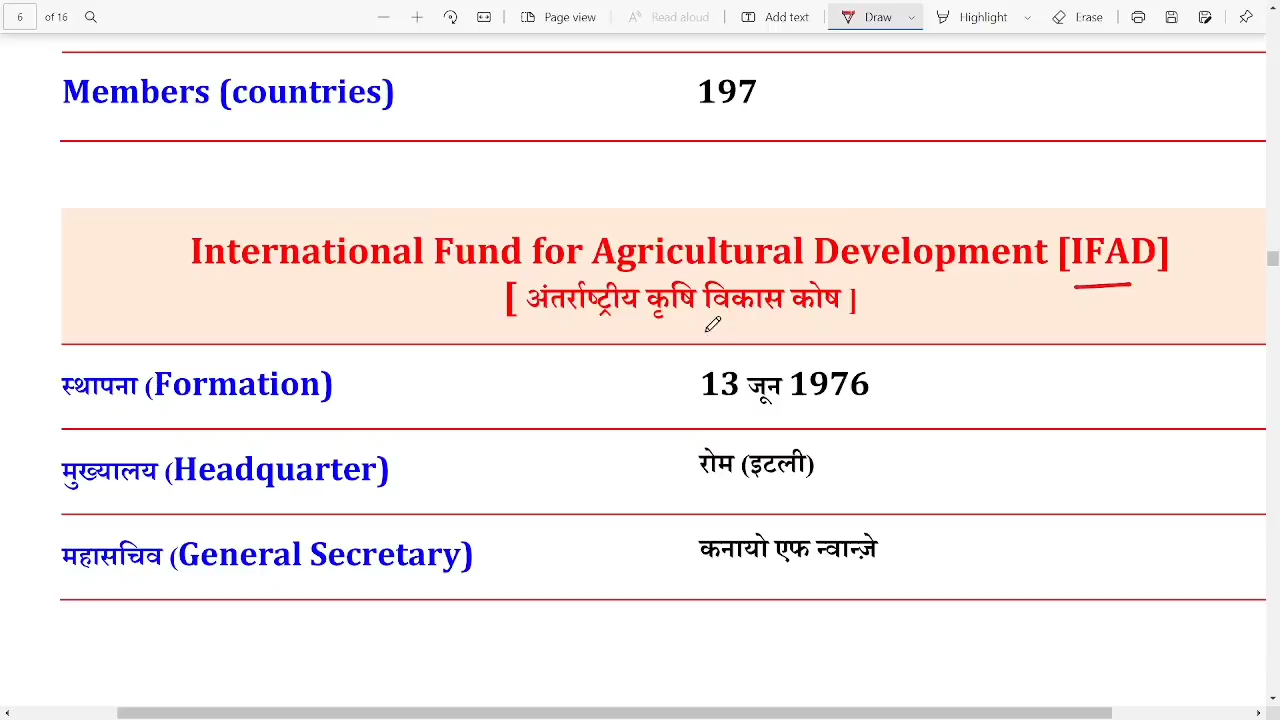 6 of 16 Page view Read aloud Add text Draw Highlight Erase
Members (countries) 197
International Fund for Agricultural Development [IFAD]
[ अंतर्राष्ट्रीय कृषि विकास कोष ]
स्थापना (Formation) 13 जून 1976
मुख्यालय (Headquarter) रोम (इटली)
महासचिव (General Secretary) कनायो एफ न्वान्ज़े